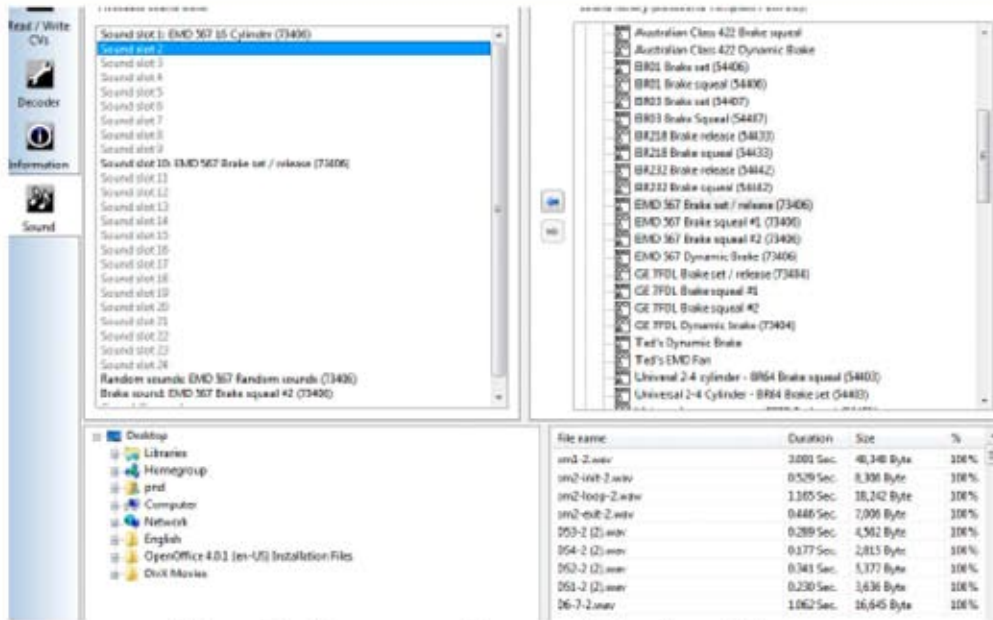 Read / Write
CVs
Decoder
Information
Sound
Sound slot 1: EMD 567 16 Cylinder (73406)
Sound slot 2
Sound slot 3
Sound slot 4
Sound slot 5
Sound slot 6
Sound slot 7
Sound slot 8
Sound slot 9
Sound slot 10: EMD 567 Brake set / release (73406)
Sound slot 11
Sound slot 12
Sound slot 13
Sound slot 14
Sound slot 15
Sound slot 16
Sound slot 17
Sound slot 18
Sound slot 19
Sound slot 20
Sound slot 21
Sound slot 22
Sound slot 23
Sound slot 24
Random sounds: EMD 567 Random sounds (73406)
Brake sound: EMD 567 Brake squeal #2 (73406)
Australian Class 422 Brake squeal
Australian Class 422 Dynamic Brake
BR01 Brake set (54406)
BR01 Brake squeal (54406)
BR03 Brake set (54407)
BR03 Brake Squeal (54407)
BR218 Brake release (54433)
BR218 Brake squeal (54433)
BR232 Brake release (54442)
BR232 Brake squeal (54442)
EMD 567 Brake set / release (73406)
EMD 567 Brake squeal #1 (73406)
EMD 567 Brake squeal #2 (73406)
EMD 567 Dynamic Brake (73406)
GE 7FDL Brake set / release (73404)
GE 7FDL Brake squeal #1
GE 7FDL Brake squeal #2
GE 7FDL Dynamic brake (73404)
Ted's Dynamic Brake
Ted's EMD Fan
Universal 2-4 cylinder - BR64 Brake squeal (54403)
Universal 2-4 Cylinder - BR64 Brake set (54403)
Desktop
Libraries
Homegroup
pnd
Computer
Network
English
OpenOffice 4.0.1 (en-US) Installation Files
DivX Movies
File name Duration Size %
sm1-2.wav 3.001 Sec. 48,348 Byte 100%
sm2-init-2.wav 0.529 Sec. 8,306 Byte 100%
sm2-loop-2.wav 1.165 Sec. 18,242 Byte 100%
sm2-exit-2.wav 0.446 Sec. 7,006 Byte 100%
DS3-2 (2).wav 0.289 Sec. 4,562 Byte 100%
DS4-2 (2).wav 0.177 Sec. 2,815 Byte 100%
DS2-2 (2).wav 0.341 Sec. 5,377 Byte 100%
DS1-2 (2).wav 0.230 Sec. 3,636 Byte 100%
D6-7-2.wav 1.062 Sec. 16,645 Byte 100%